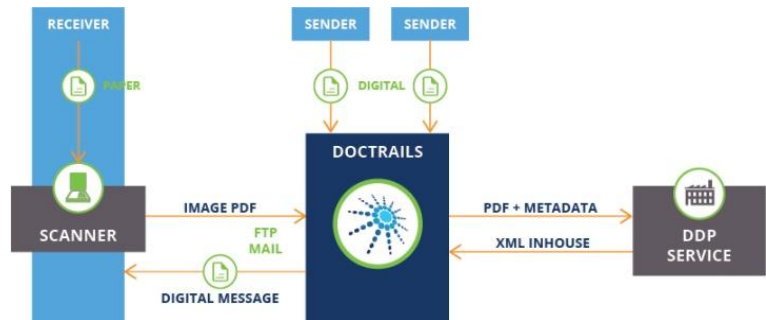 RECEIVER
SENDER
SENDER
PAPER
DIGITAL
DOCTRAILS
IMAGE PDF
PDF + METADATA
SCANNER
FTP
MAIL
XML INHOUSE
DDP
SERVICE
DIGITAL MESSAGE